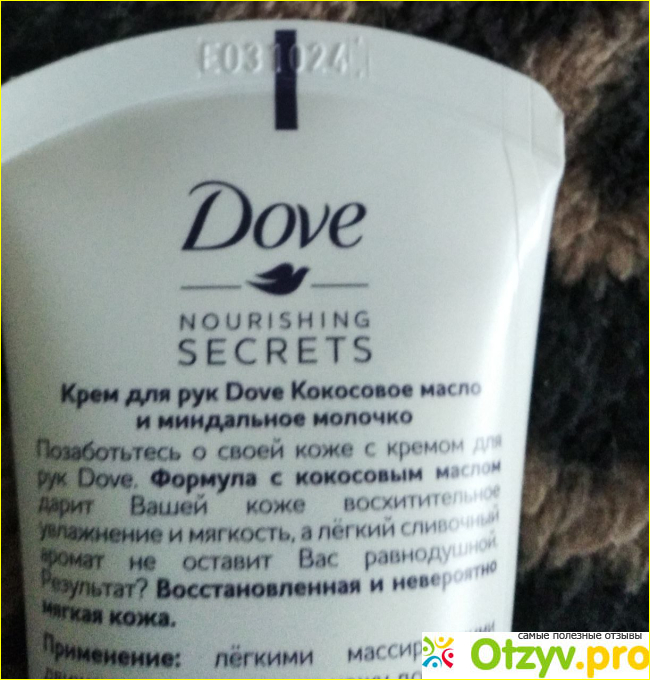 E031024
Dove
NOURISHING
SECRETS
Крем для рук Dove Кокосовое масло
и миндальное молочко
Позаботьтесь о своей коже с кремом для
рук Dove. Формула с кокосовым маслом
дарит Вашей коже восхитительное
увлажнение и мягкость, а лёгкий сливочный
аромат не оставит Вас равнодушной.
Результат? Восстановленная и невероятно
мягкая кожа.
Применение: лёгкими
самые полезные отзывы
Otzyv.pro